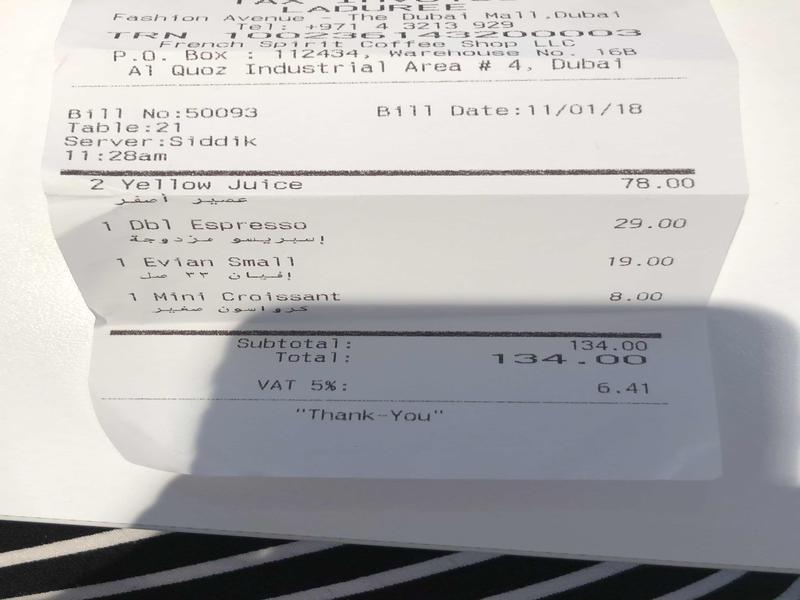 TAX INVOICE
LADUREE
Fashion Avenue - The Dubai Mall,Dubai
Tel: +971 4 3213 929
TRN 100236143200003
French Spirit Coffee Shop LLC
P.O. Box : 112434, Warehouse No. 16B
Al Quoz Industrial Area # 4, Dubai
Bill No:50093 Bill Date:11/01/18
Table:21
Server:Siddik
11:28am
2 Yellow Juice 78.00
عصير أصفر
1 Dbl Espresso 29.00
إسبريسو مزدوجة
1 Evian Small 19.00
إفيان ٣٣ صل
1 Mini Croissant 8.00
كرواسون صغير
Subtotal: 134.00
Total: 134.00
VAT 5%: 6.41
"Thank-You"